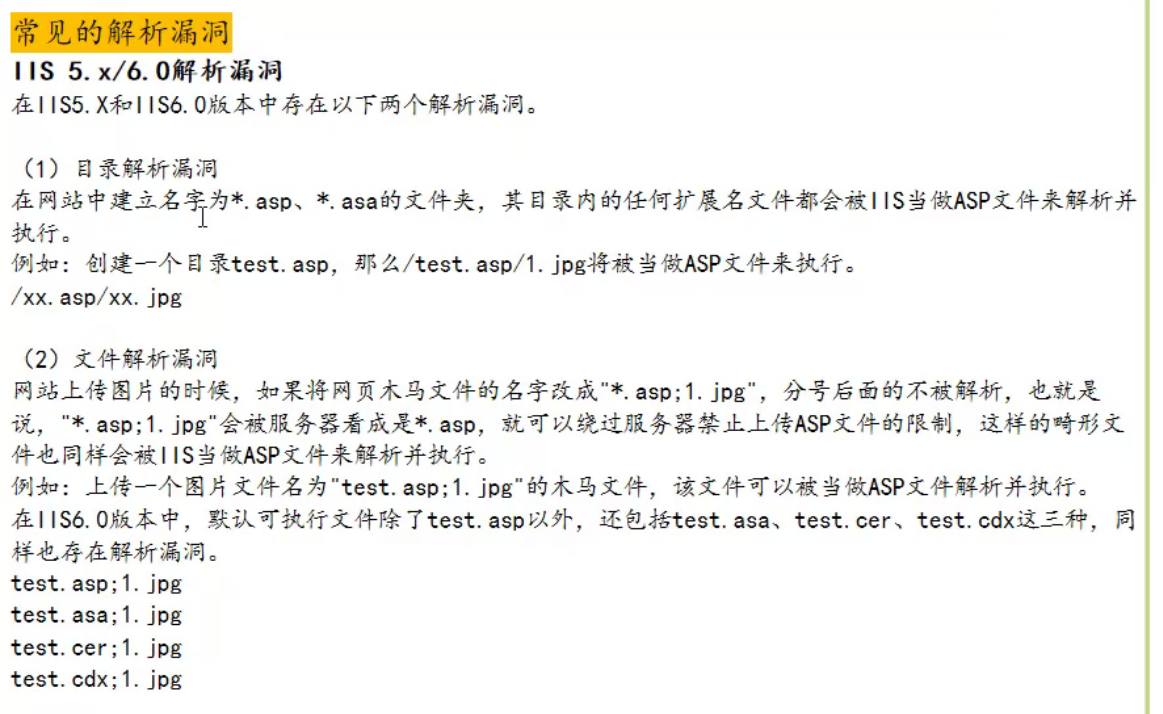 常见的解析漏洞
IIS 5.x/6.0解析漏洞
在IIS5.X和IIS6.0版本中存在以下两个解析漏洞。
（1）目录解析漏洞
在网站中建立名字为*.asp、*.asa的文件夹，其目录内的任何扩展名文件都会被IIS当做ASP文件来解析并
执行。
例如：创建一个目录test.asp，那么/test.asp/1.jpg将被当做ASP文件来执行。
/xx.asp/xx.jpg
（2）文件解析漏洞
网站上传图片的时候，如果将网页木马文件的名字改成"*.asp;1.jpg"，分号后面的不被解析，也就是
说，"*.asp;1.jpg"会被服务器看成是*.asp，就可以绕过服务器禁止上传ASP文件的限制，这样的畸形文
件也同样会被IIS当做ASP文件来解析并执行。
例如：上传一个图片文件名为"test.asp;1.jpg"的木马文件，该文件可以被当做ASP文件解析并执行。
在IIS6.0版本中，默认可执行文件除了test.asp以外，还包括test.asa、test.cer、test.cdx这三种，同
样也存在解析漏洞。
test.asp;1.jpg
test.asa;1.jpg
test.cer;1.jpg
test.cdx;1.jpg